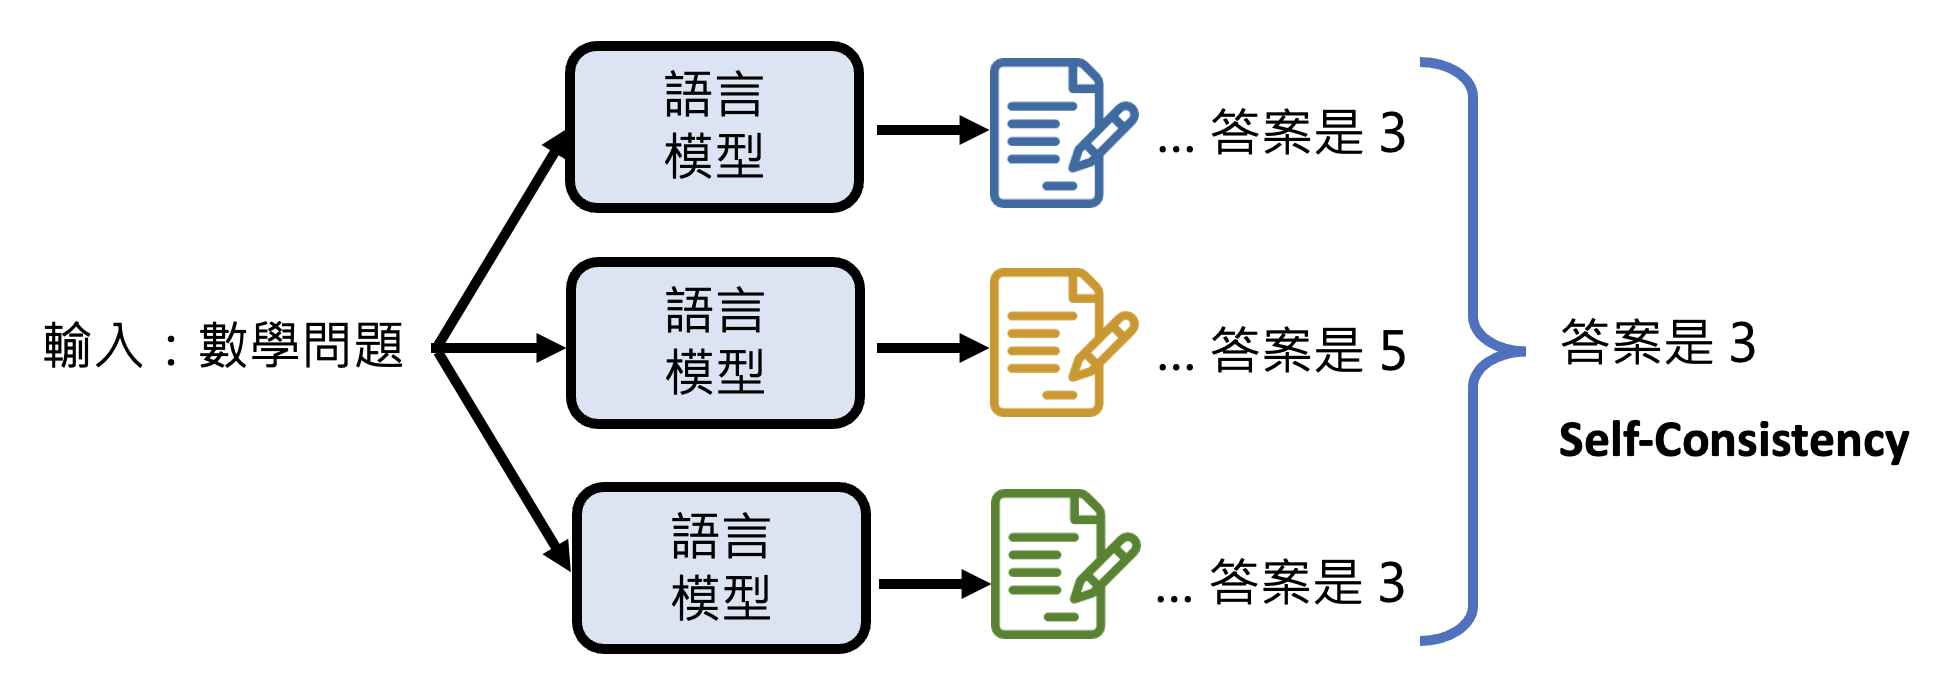 輸入：數學問題
語言
模型
... 答案是 3
語言
模型
... 答案是 5
語言
模型
... 答案是 3
答案是 3
Self-Consistency